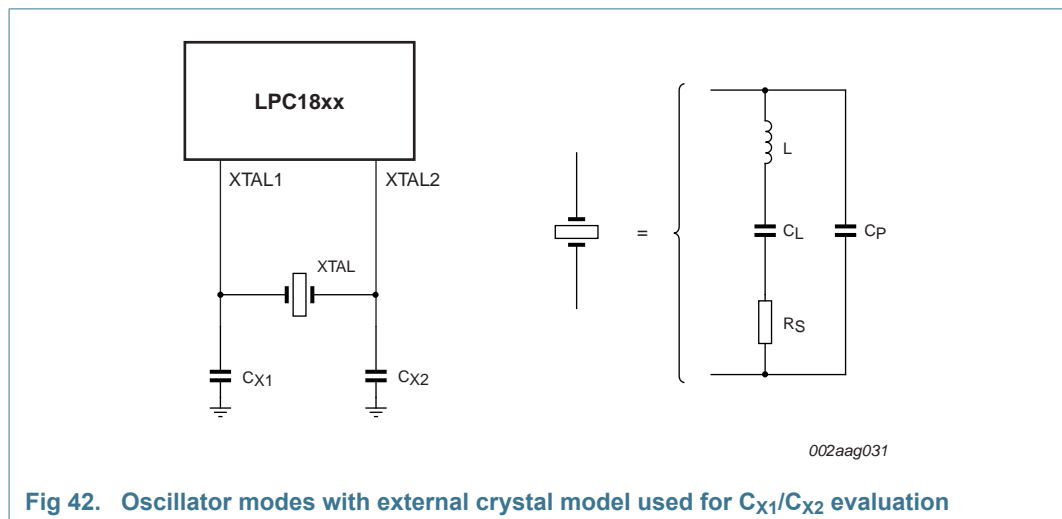 LPC18xx
XTAL1
XTAL2
XTAL
CX1
CX2
=
L
CL
CP
RS
002aag031
Fig 42. Oscillator modes with external crystal model used for CX1/CX2 evaluation